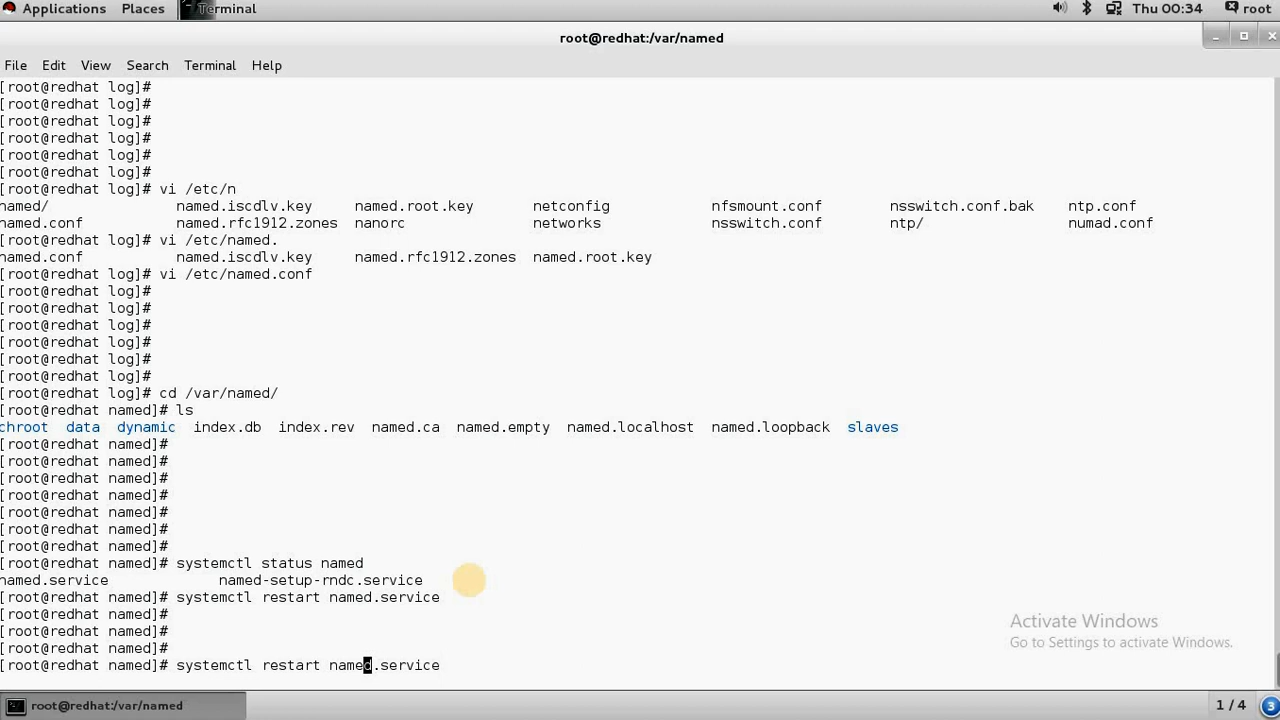 Applications Places Terminal Thu 00:34 root
root@redhat:/var/named
File Edit View Search Terminal Help
[root@redhat log]#
[root@redhat log]#
[root@redhat log]#
[root@redhat log]#
[root@redhat log]#
[root@redhat log]#
[root@redhat log]# vi /etc/n
named/ named.iscdlv.key named.root.key netconfig nfsmount.conf nsswitch.conf.bak ntp.conf
named.conf named.rfc1912.zones nanorc networks nsswitch.conf ntp/ numad.conf
[root@redhat log]# vi /etc/named.
named.conf named.iscdlv.key named.rfc1912.zones named.root.key
[root@redhat log]# vi /etc/named.conf
[root@redhat log]#
[root@redhat log]#
[root@redhat log]#
[root@redhat log]#
[root@redhat log]#
[root@redhat log]#
[root@redhat log]# cd /var/named/
[root@redhat named]# ls
chroot data dynamic index.db index.rev named.ca named.empty named.localhost named.loopback slaves
[root@redhat named]#
[root@redhat named]#
[root@redhat named]#
[root@redhat named]#
[root@redhat named]#
[root@redhat named]#
[root@redhat named]#
[root@redhat named]# systemctl status named
named.service named-setup-rndc.service
[root@redhat named]# systemctl restart named.service
[root@redhat named]#
[root@redhat named]#
[root@redhat named]#
[root@redhat named]# systemctl restart named.service
Activate Windows
Go to Settings to activate Windows.
root@redhat:/var/named 1 / 4 3